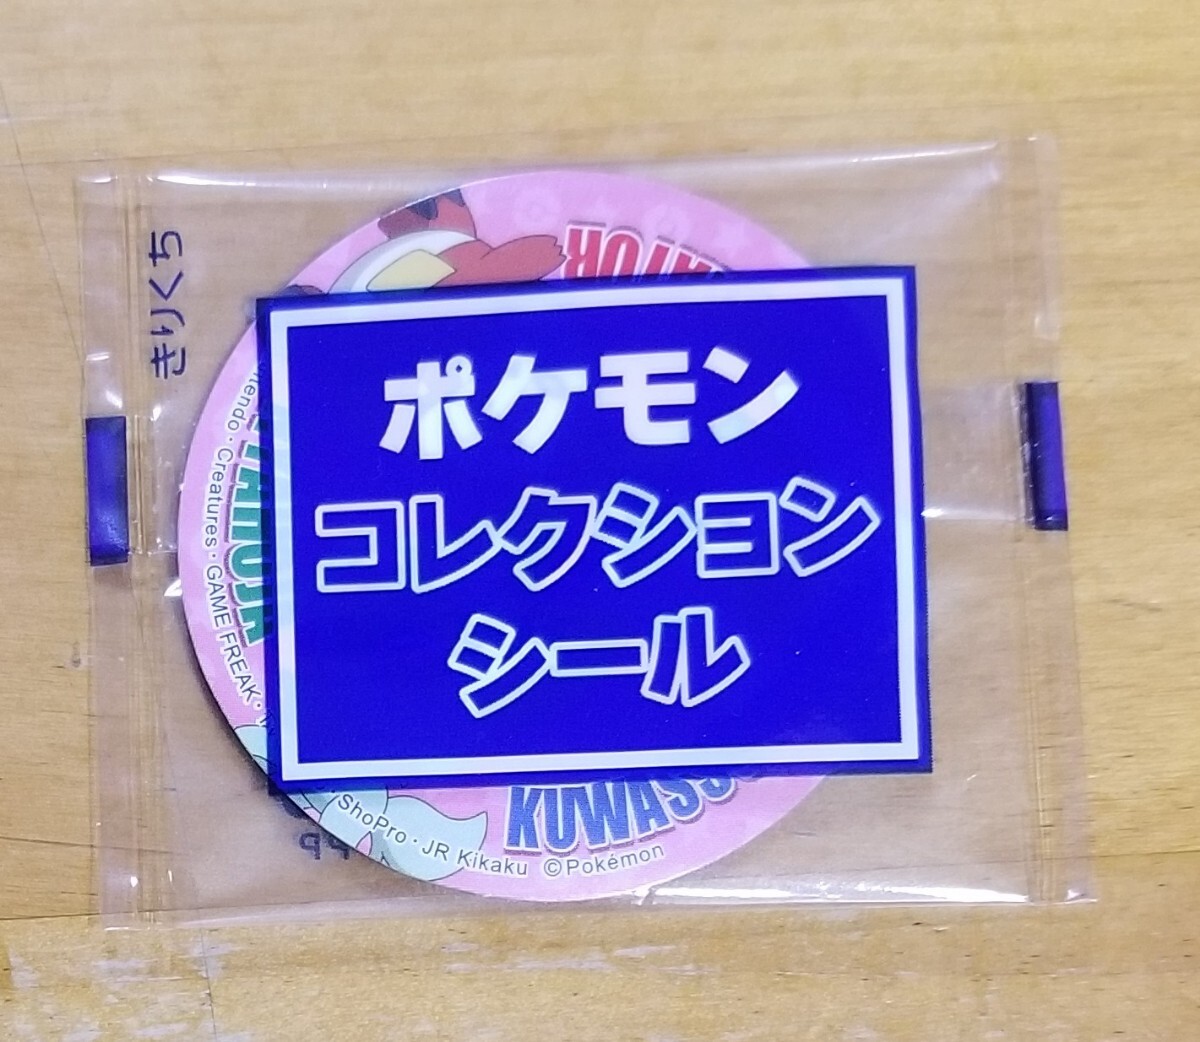 ポケモン
コレクション
シール
きりくち
Creatures・GAME FREAK・
ShoPro・JR Kikaku ©Pokémon
PP